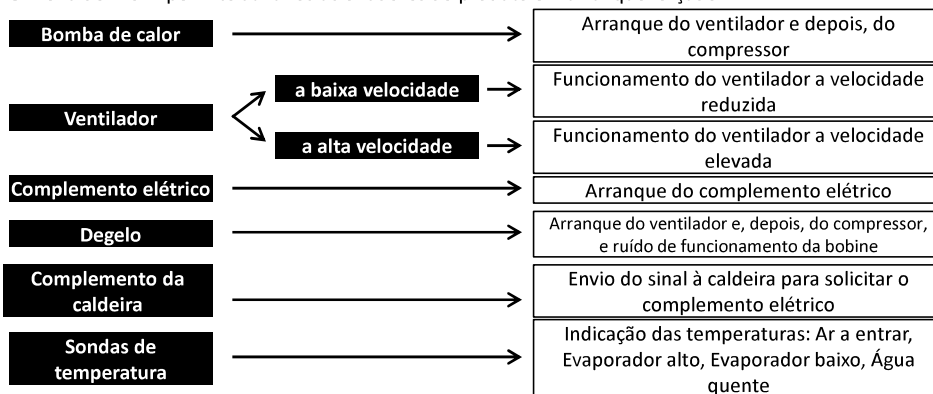 Bomba de calor
Arranque do ventilador e depois, do
compressor
Ventilador
a baixa velocidade
Funcionamento do ventilador a velocidade
reduzida
a alta velocidade
Funcionamento do ventilador a velocidade
elevada
Complemento elétrico
Arranque do complemento elétrico
Degelo
Arranque do ventilador e, depois, do compressor,
e ruído de funcionamento da bobine
Complemento da
caldeira
Envio do sinal à caldeira para solicitar o
complemento elétrico
Sondas de
temperatura
Indicação das temperaturas: Ar a entrar,
Evaporador alto, Evaporador baixo, Água
quente